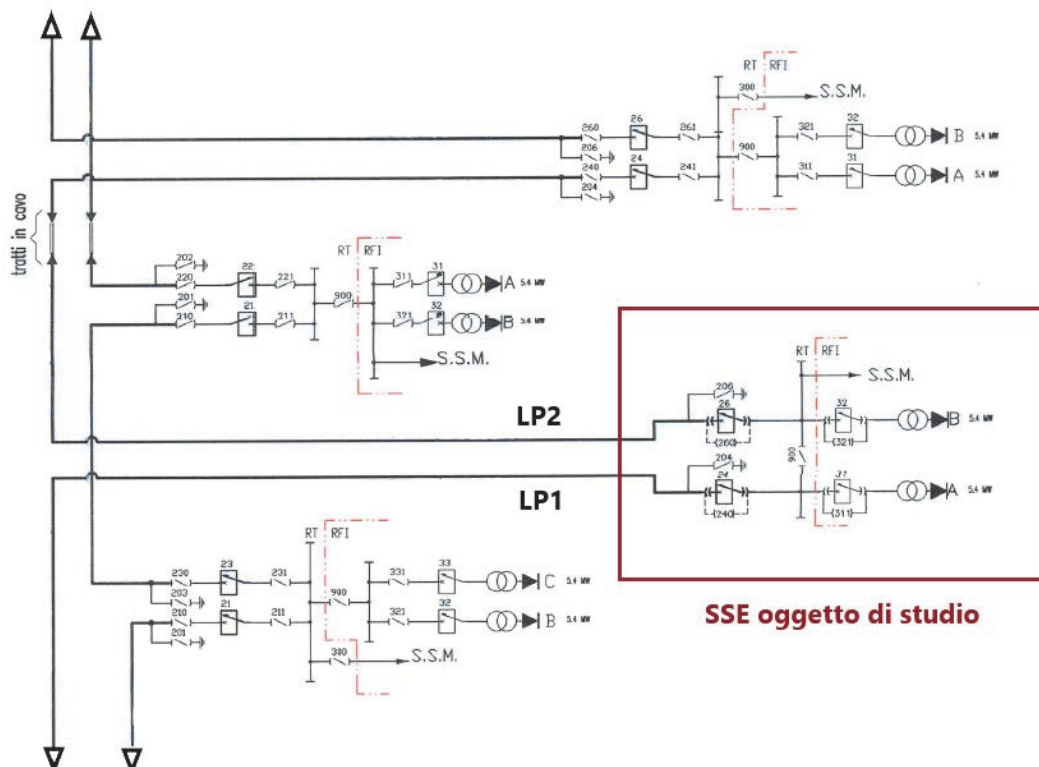 RT RFI
300
S.S.M.
260 26 261 321 32 B 5.4 MW
206
900
240 24 241 311 31 A 5.4 MW
204
tratti in cavo
202
220 22 221 RT RFI 311 31 A 5.4 MW
201 900
210 21 211 321 32 B 5.4 MW
S.S.M.
RT RFI
S.S.M.
206
LP2 26 32 B 5.4 MW
(260) (321)
900
204
LP1 24 31 A 5.4 MW
(240) (311)
RT RFI
230 23 231 331 33 C 5.4 MW
203 900
210 21 211 321 32 B 5.4 MW
201
300 S.S.M.
SSE oggetto di studio